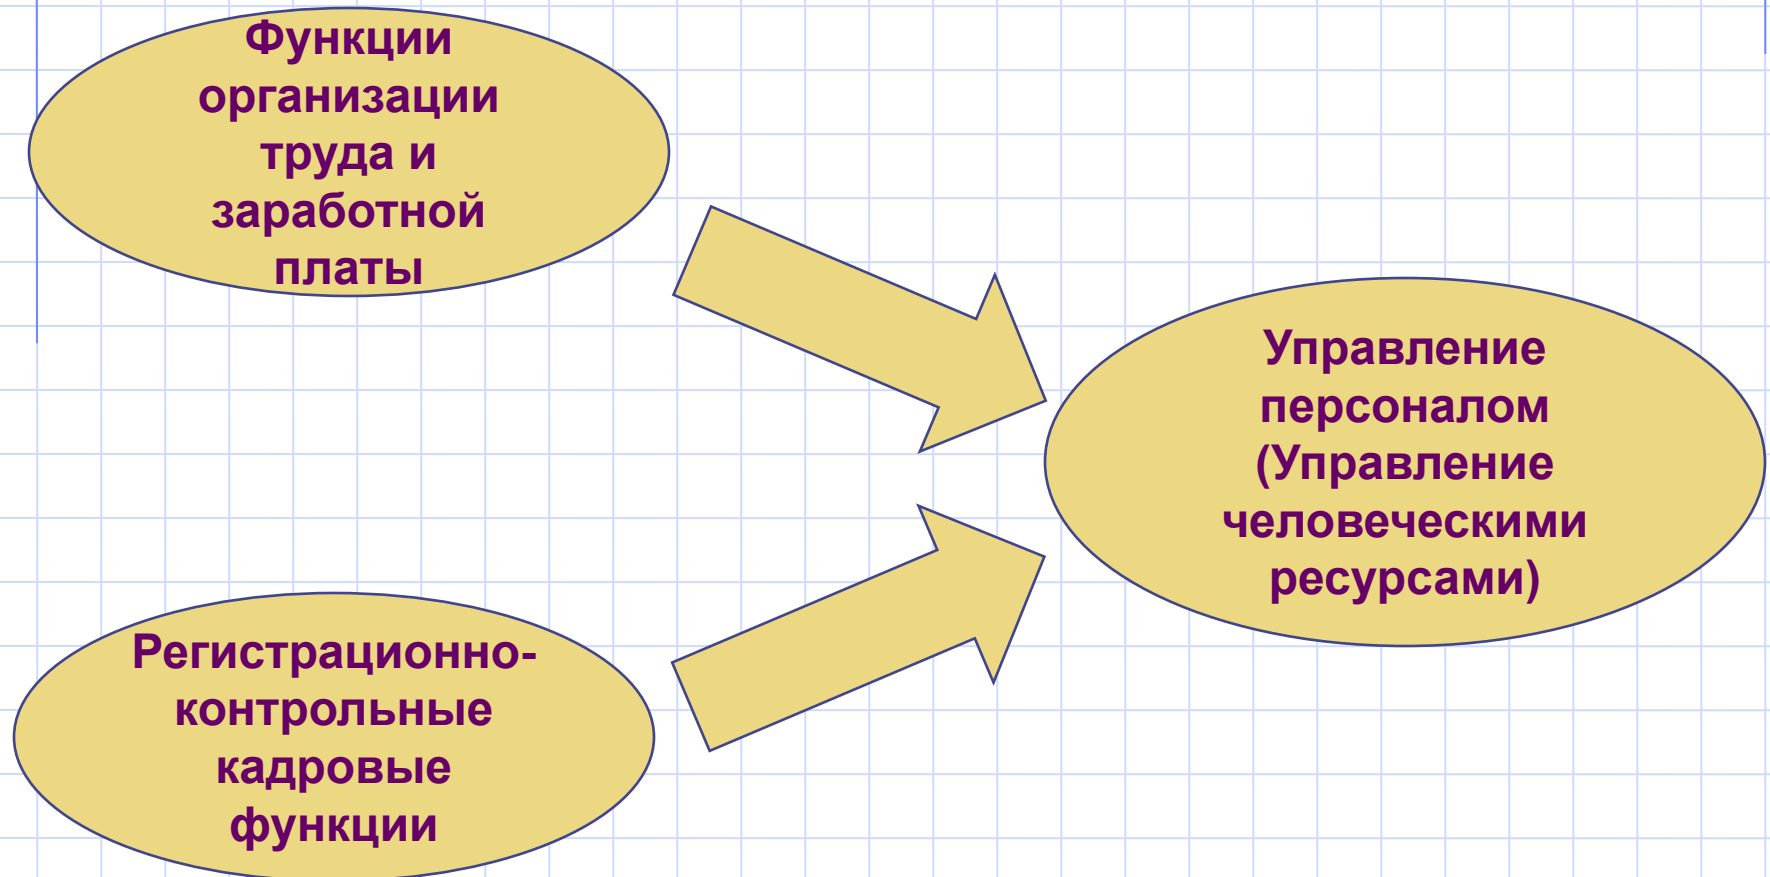 Функции
организации
труда и
заработной
платы
Управление
персоналом
(Управление
человеческими
ресурсами)
Регистрационно-
контрольные
кадровые
функции